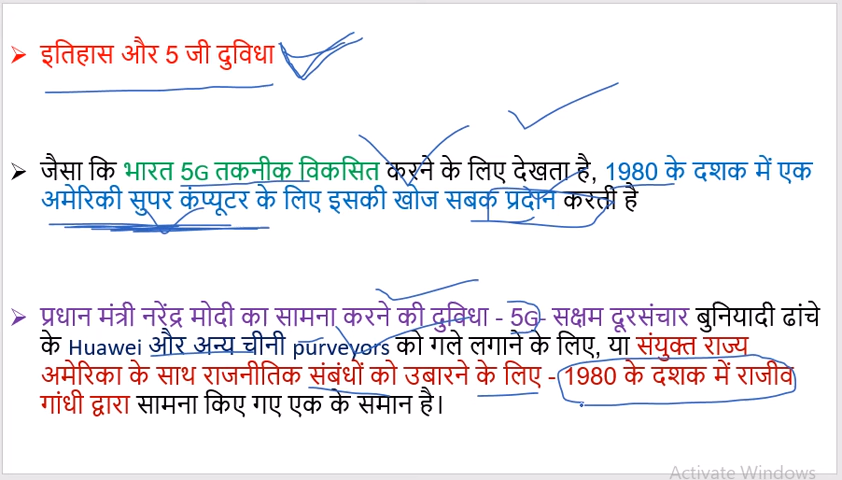 इतिहास और 5 जी दुविधा
जैसा कि भारत 5G तकनीक विकसित करने के लिए देखता है, 1980 के दशक में एक
अमेरिकी सुपर कंप्यूटर के लिए इसकी खोज सबक प्रदान करती है
प्रधान मंत्री नरेंद्र मोदी का सामना करने की दुविधा - 5G- सक्षम दूरसंचार बुनियादी ढांचे
के Huawei और अन्य चीनी purveyors को गले लगाने के लिए, या संयुक्त राज्य
अमेरिका के साथ राजनीतिक संबंधों को उबारने के लिए - 1980 के दशक में राजीव
गांधी द्वारा सामना किए गए एक के समान है।
Activate Windows